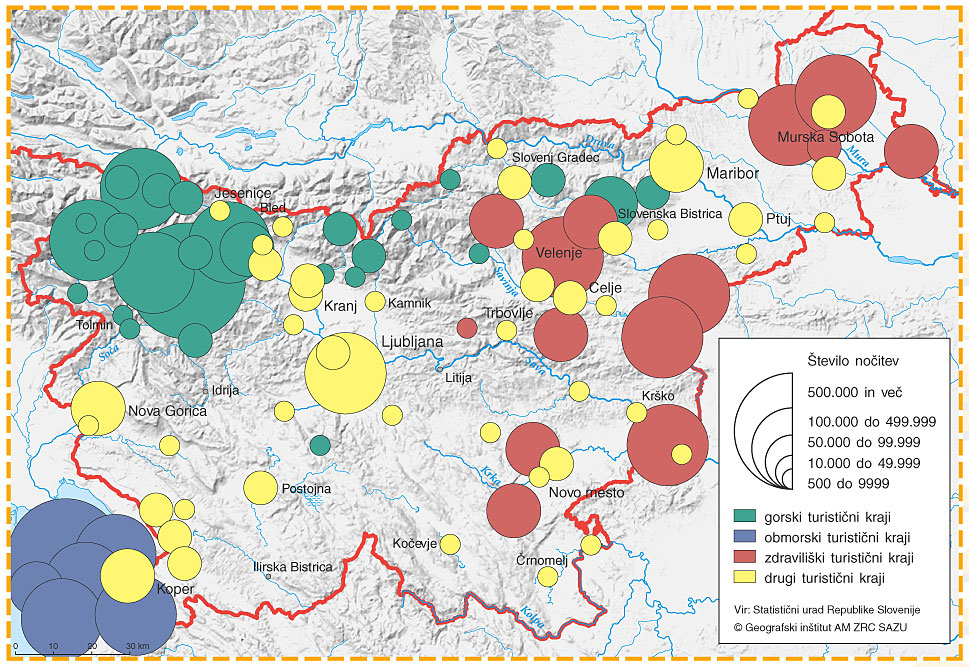 Drava
Slovenj Gradec
Murska Sobota
Mura
Maribor
Jesenice
Bled
Slovenska Bistrica
Ptuj
Velenje
Savinja
Celje
Kranj
Kamnik
Tolmin
Trbovlje
Soča
Ljubljana
Sava
Litija
Idrija
Krško
Nova Gorica
Krka
Postojna
Novo mesto
Kočevje
Črnomelj
Ilirska Bistrica
Koper
Kolpa
0 10 20 30 km
Število nočitev
500.000 in več
100.000 do 499.999
50.000 do 99.999
10.000 do 49.999
500 do 9999
gorski turistični kraji
obmorski turistični kraji
zdraviliški turistični kraji
drugi turistični kraji
Vir: Statistični urad Republike Slovenije
© Geografski inštitut AM ZRC SAZU